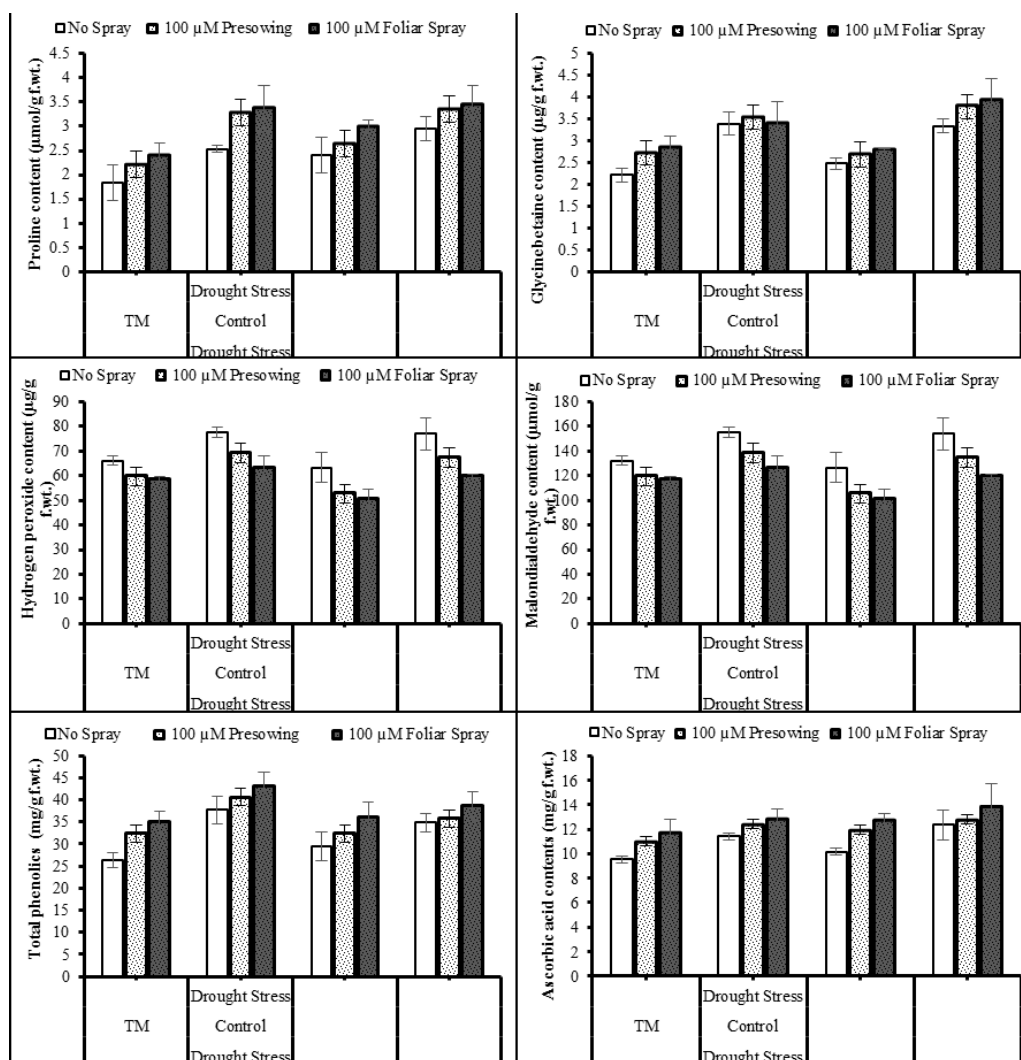 No Spray 100 µM Presowing 100 µM Foliar Spray
Proline content (µmol/gf.wt.)
4.5
4
3.5
3
2.5
2
1.5
1
0.5
0
Drought Stress
TM Control
Drought Stress
No Spray 100 µM Presowing 100 µM Foliar Spray
Glycinebetaine content (µg/g f.wt.)
5
4.5
4
3.5
3
2.5
2
1.5
1
0.5
0
Drought Stress
TM Control
Drought Stress
No Spray 100 µM Presowing 100 µM Foliar Spray
Hydrogen peroxide content (µg/g
f.wt.)
90
80
70
60
50
40
30
20
10
0
Drought Stress
TM Control
Drought Stress
No Spray 100 µM Presowing 100 µM Foliar Spray
Malondialdehyde content (µmol/g
f.wt.)
180
160
140
120
100
80
60
40
20
0
Drought Stress
TM Control
Drought Stress
No Spray 100 µM Presowing 100 µM Foliar Spray
Total phenolics (mg/gf.wt.)
50
45
40
35
30
25
20
15
10
5
0
Drought Stress
TM Control
Drought Stress
No Spray 100 µM Presowing 100 µM Foliar Spray
Ascorbic acid contents (mg/gf.wt.)
18
16
14
12
10
8
6
4
2
0
Drought Stress
TM Control
Drought Stress